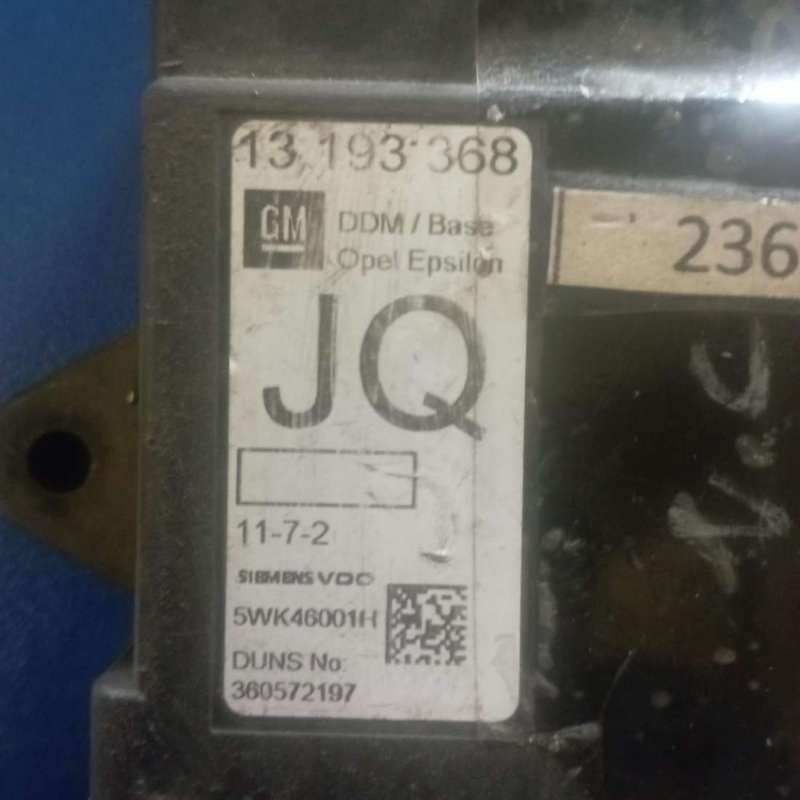 13 193 368
GM
DDM / Base
Opel Epsilon
JQ
11-7-2
SIEMENS VDO
5WK46001H
DUNS No:
360572197
236